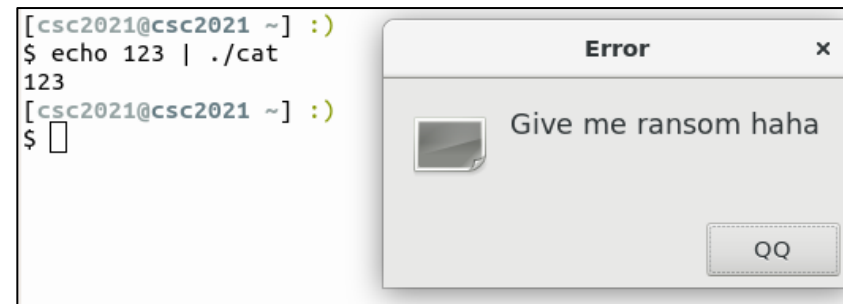 [csc2021@csc2021 ~] :)
$ echo 123 | ./cat
123
[csc2021@csc2021 ~] :)
$
Error ×
Give me ransom haha
QQ